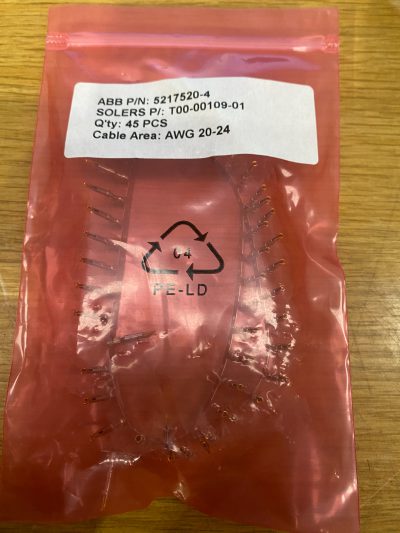 ABB P/N: 5217520-4
SOLERS P/: T00-00109-01
Q'ty: 45 PCS
Cable Area: AWG 20-24
04
PE-LD